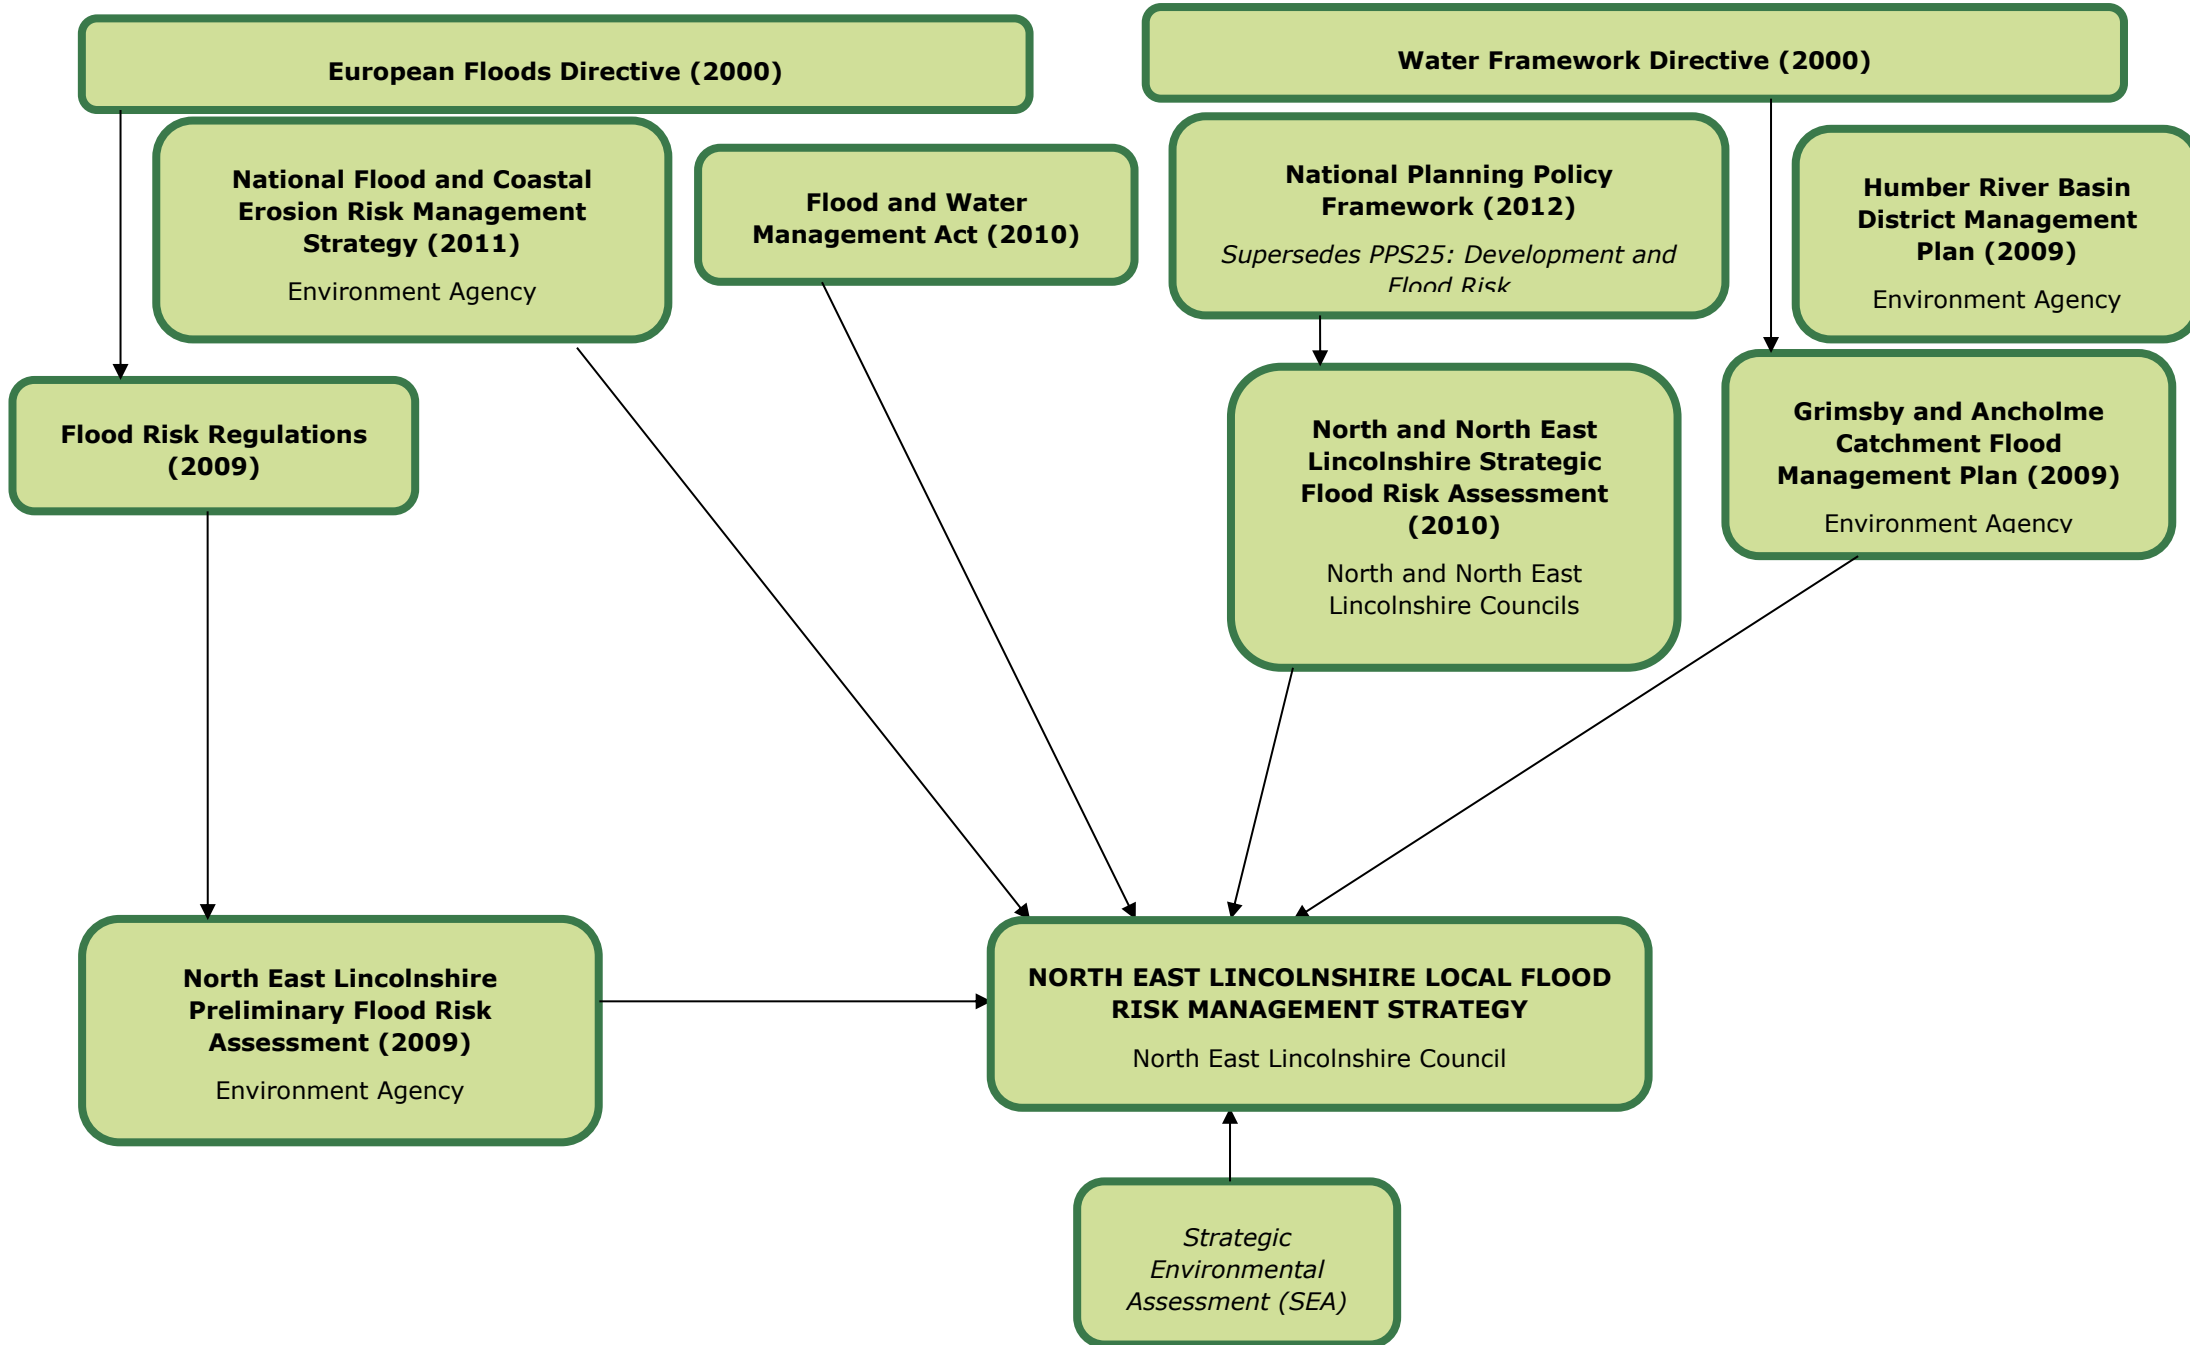 European Floods Directive (2000)
Water Framework Directive (2000)
National Flood and Coastal
Erosion Risk Management
Strategy (2011)
Environment Agency
Flood and Water
Management Act (2010)
National Planning Policy
Framework (2012)
Supersedes PPS25: Development and
Flood Risk
Humber River Basin
District Management
Plan (2009)
Environment Agency
Flood Risk Regulations
(2009)
North and North East
Lincolnshire Strategic
Flood Risk Assessment
(2010)
North and North East
Lincolnshire Councils
Grimsby and Ancholme
Catchment Flood
Management Plan (2009)
Environment Agency
North East Lincolnshire
Preliminary Flood Risk
Assessment (2009)
Environment Agency
NORTH EAST LINCOLNSHIRE LOCAL FLOOD
RISK MANAGEMENT STRATEGY
North East Lincolnshire Council
Strategic
Environmental
Assessment (SEA)